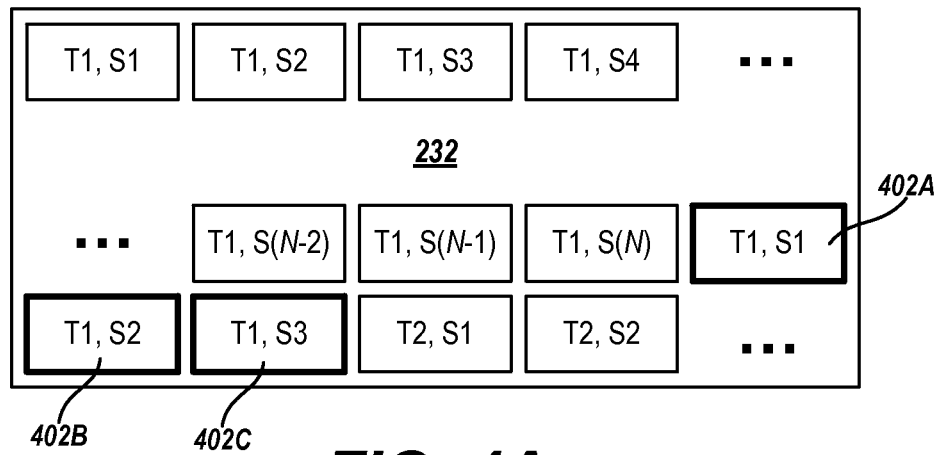 T1, S1 T1, S2 T1, S3 T1, S4 ...
232
402A
... T1, S(N-2) T1, S(N-1) T1, S(N) T1, S1
T1, S2 T1, S3 T2, S1 T2, S2 ...
402B 402C